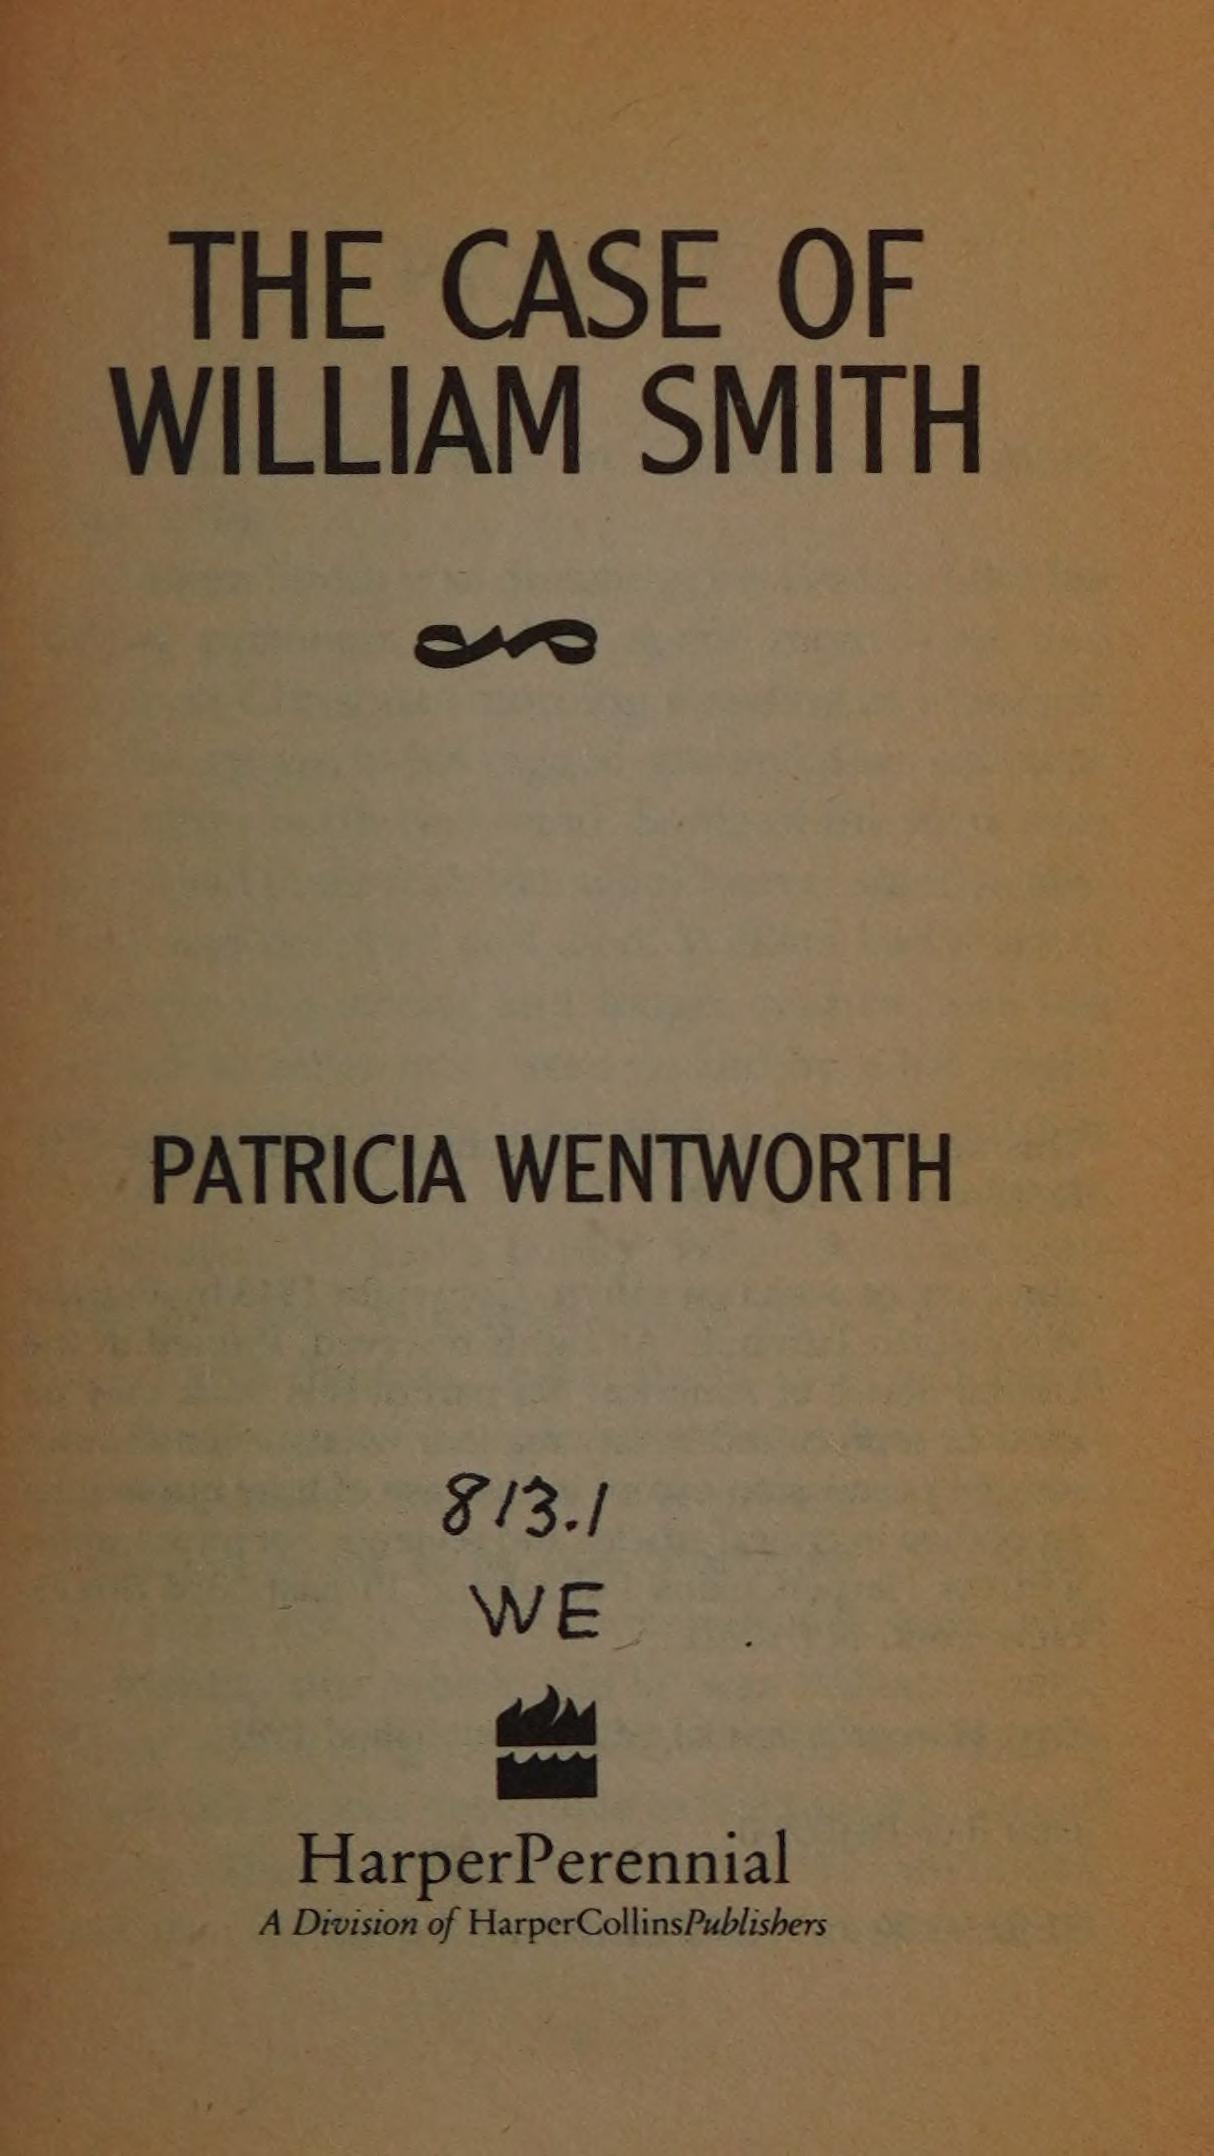 THE CASE OF
WILLIAM SMITH
PATRICIA WENTWORTH
813.1
WE
HarperPerennial
A Division of HarperCollinsPublishers